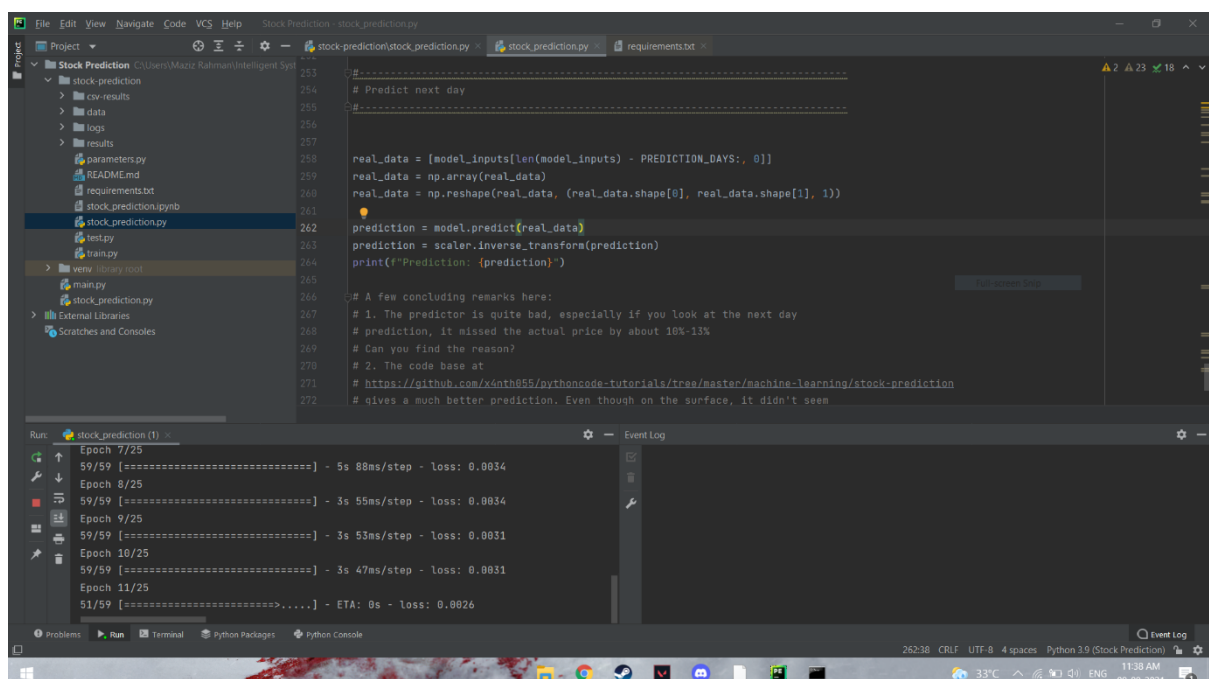 File Edit View Navigate Code VCS Help Stock Prediction - stock_prediction.py
Project
stock-prediction\stock_prediction.py stock_prediction.py requirements.txt
Stock Prediction C:\Users\Maziz Rahman\Intelligent Syst
stock-prediction
csv-results
data
logs
results
parameters.py
README.md
requirements.txt
stock_prediction.ipynb
stock_prediction.py
test.py
train.py
venv library root
main.py
stock_prediction.py
External Libraries
Scratches and Consoles
2 23 18
253 #---------------------------------------------------------------------------------
254 # Predict next day
255 #---------------------------------------------------------------------------------
256
257
258 real_data = [model_inputs[len(model_inputs) - PREDICTION_DAYS:, 0]]
259 real_data = np.array(real_data)
260 real_data = np.reshape(real_data, (real_data.shape[0], real_data.shape[1], 1))
261
262 prediction = model.predict(real_data)
263 prediction = scaler.inverse_transform(prediction)
264 print(f"Prediction: {prediction}")
265
266 # A few concluding remarks here:
267 # 1. The predictor is quite bad, especially if you look at the next day
268 # prediction, it missed the actual price by about 10%-13%
269 # Can you find the reason?
270 # 2. The code base at
271 # https://github.com/x4nth055/pythoncode-tutorials/tree/master/machine-learning/stock-prediction
272 # gives a much better prediction. Even though on the surface, it didn't seem
Full-screen Snip
Run: stock_prediction (1)
Epoch 7/25
59/59 [==============================] - 5s 88ms/step - loss: 0.0034
Epoch 8/25
59/59 [==============================] - 3s 55ms/step - loss: 0.0034
Epoch 9/25
59/59 [==============================] - 3s 53ms/step - loss: 0.0031
Epoch 10/25
59/59 [==============================] - 3s 47ms/step - loss: 0.0031
Epoch 11/25
51/59 [========================>.....] - ETA: 0s - loss: 0.0026
Event Log
Problems Run Terminal Python Packages Python Console Event Log
262:38 CRLF UTF-8 4 spaces Python 3.9 (Stock Prediction)
33°C ENG 11:38 AM